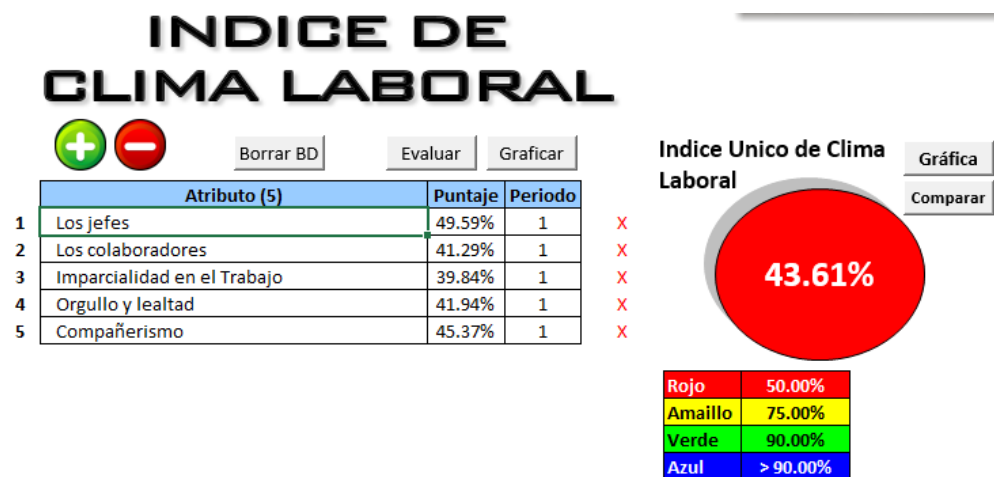 INDICE DE
CLIMA LABORAL
Borrar BD Evaluar Graficar
Atributo (5) Puntaje Periodo
1 Los jefes 49.59% 1 X
2 Los colaboradores 41.29% 1 X
3 Imparcialidad en el Trabajo 39.84% 1 X
4 Orgullo y lealtad 41.94% 1 X
5 Compañerismo 45.37% 1 X
Indice Unico de Clima
Laboral
Gráfica
Comparar
43.61%
Rojo 50.00%
Amaillo 75.00%
Verde 90.00%
Azul > 90.00%